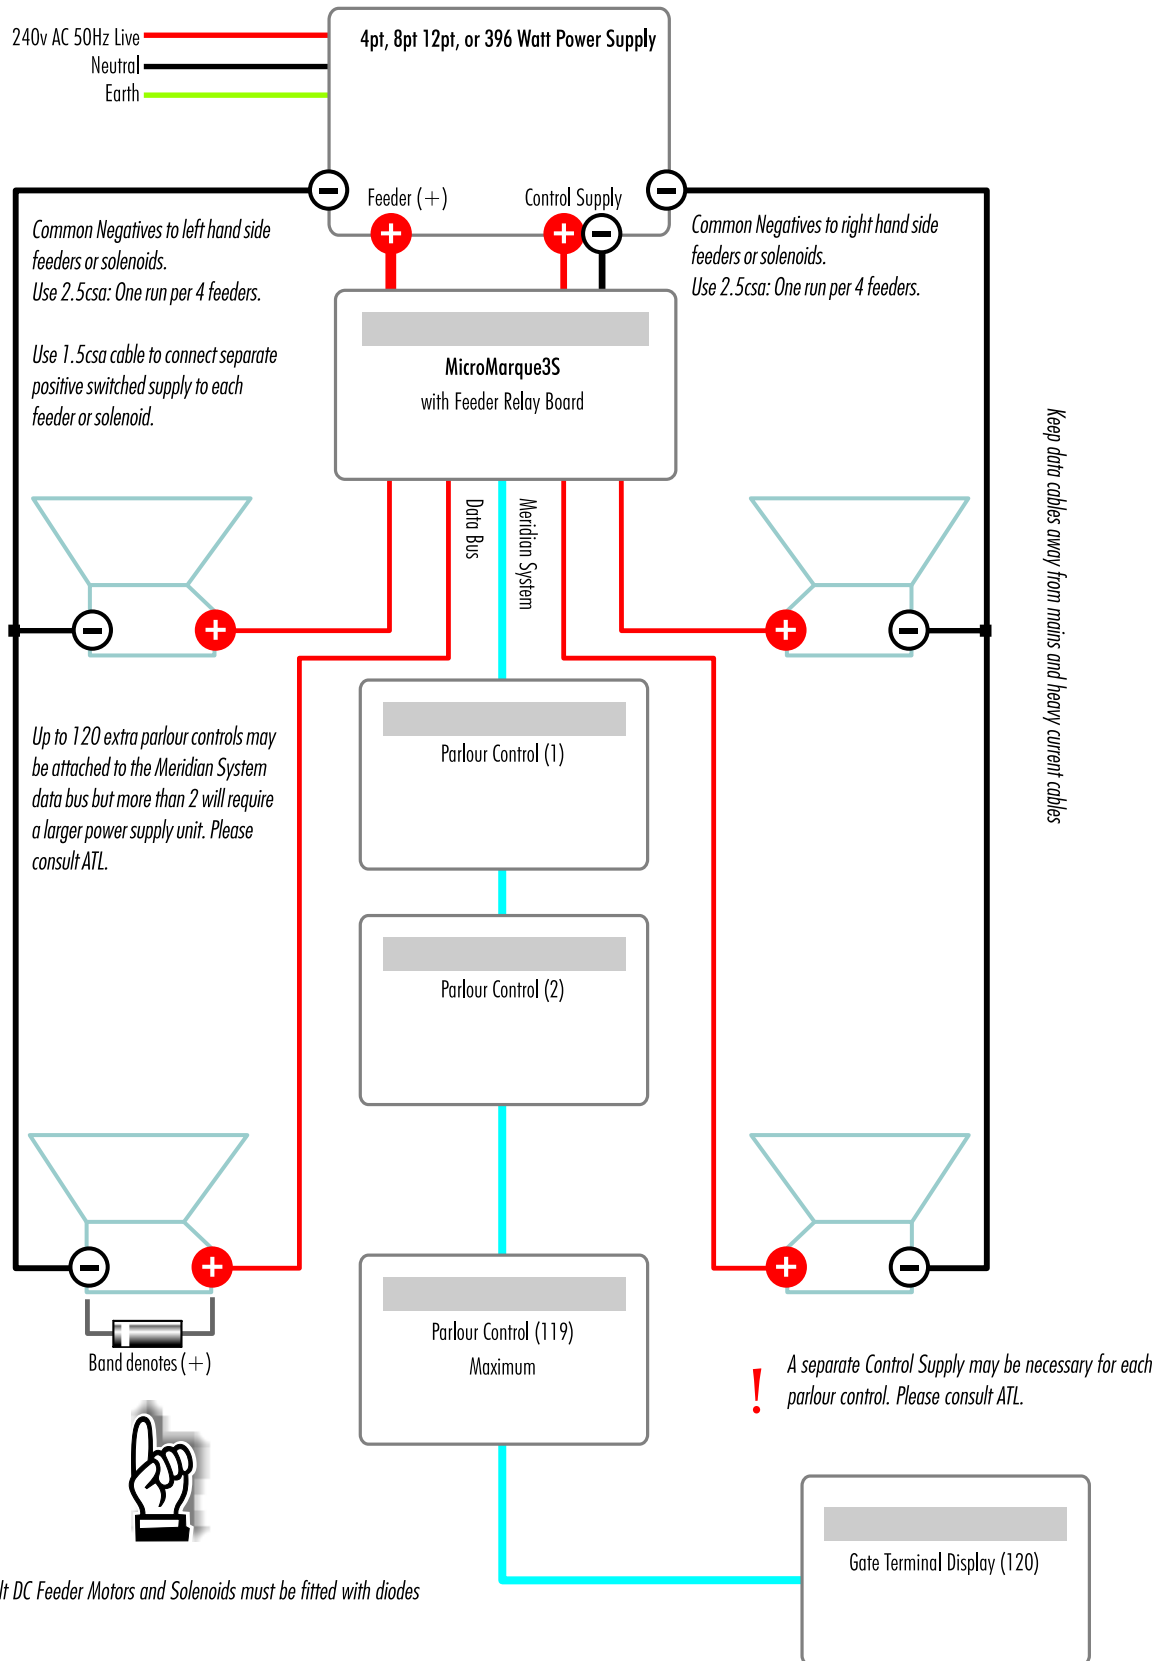 240v AC 50Hz Live
Neutral
Earth
4pt, 8pt 12pt, or 396 Watt Power Supply
Feeder (+)
Control Supply
Common Negatives to left hand side
feeders or solenoids.
Use 2.5csa: One run per 4 feeders.
Use 1.5csa cable to connect separate
positive switched supply to each
feeder or solenoid.
Common Negatives to right hand side
feeders or solenoids.
Use 2.5csa: One run per 4 feeders.
MicroMarque3S
with Feeder Relay Board
Meridian System
Data Bus
Keep data cables away from mains and heavy current cables
Parlour Control (1)
Up to 120 extra parlour controls may
be attached to the Meridian System
data bus but more than 2 will require
a larger power supply unit. Please
consult ATL.
Parlour Control (2)
Parlour Control (119)
Maximum
Band denotes (+)
! A separate Control Supply may be necessary for each
parlour control. Please consult ATL.
Gate Terminal Display (120)
lt DC Feeder Motors and Solenoids must be fitted with diodes